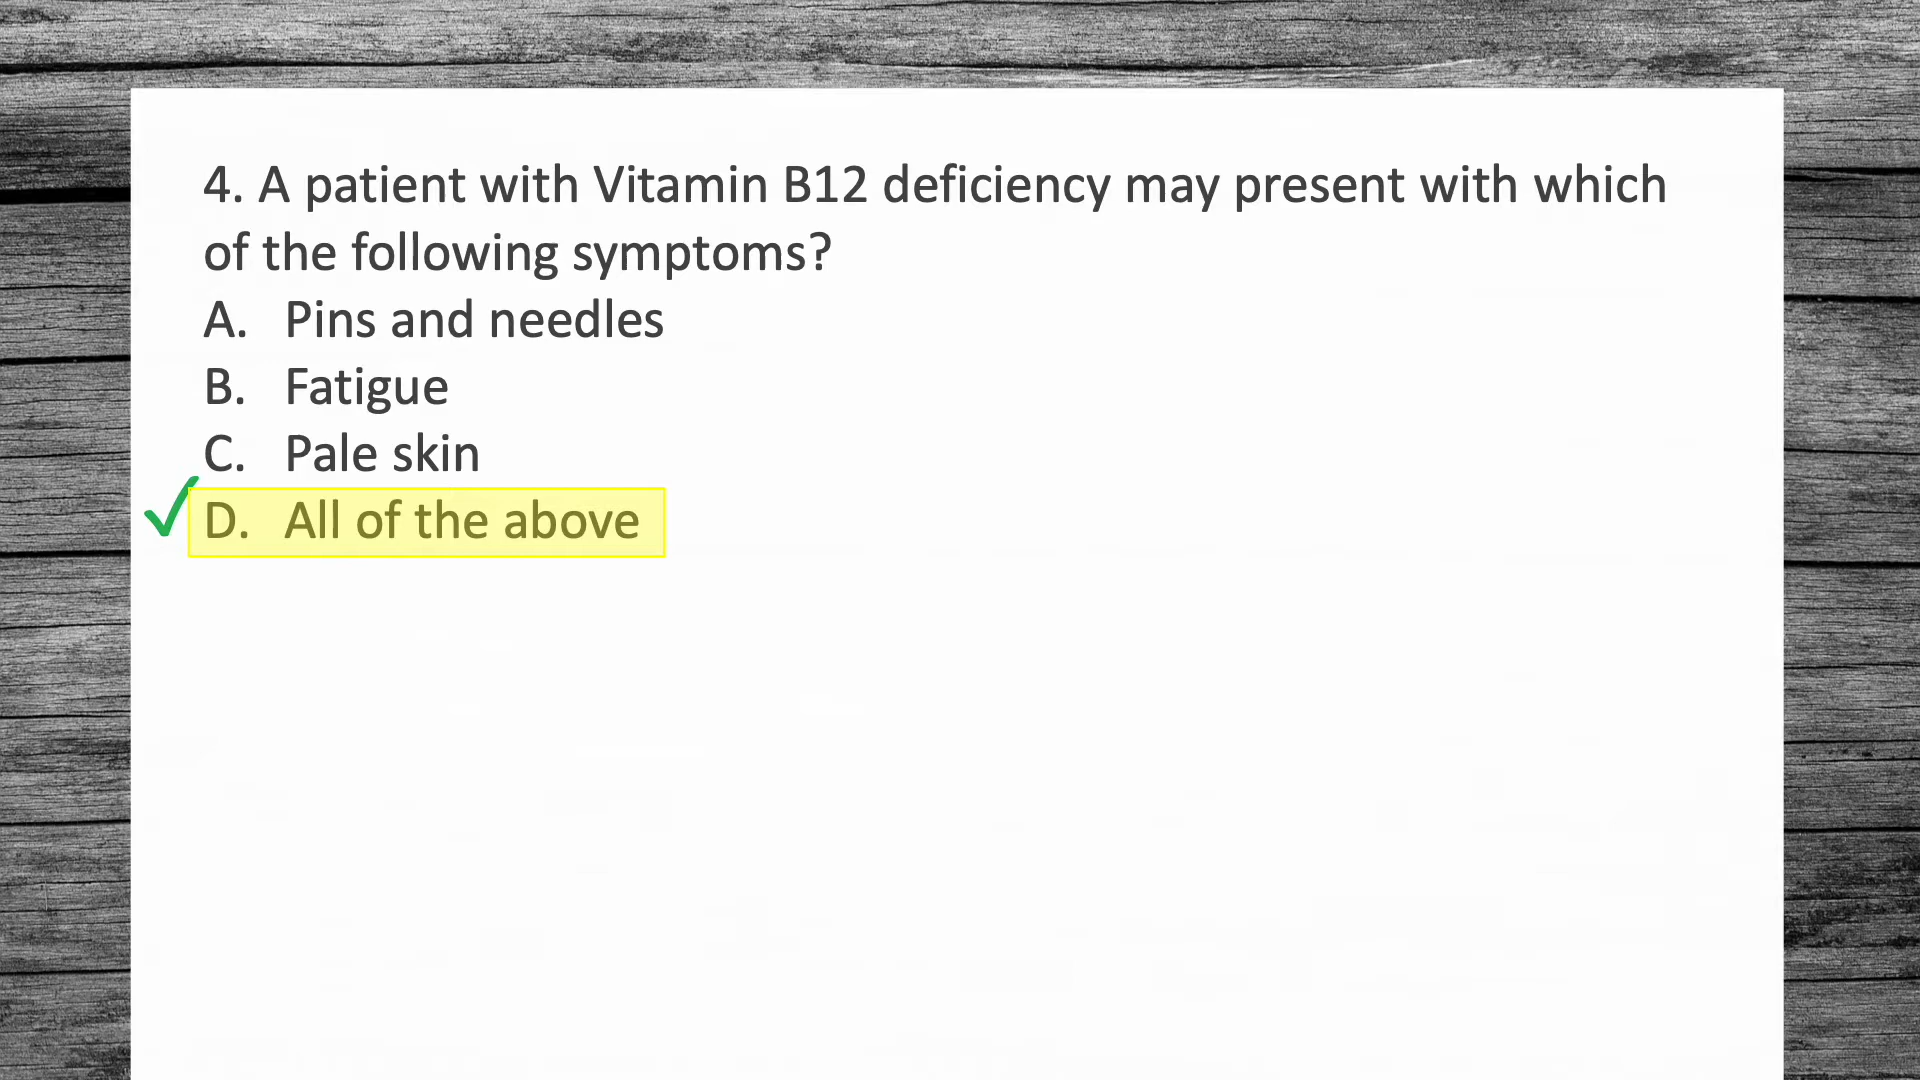 4. A patient with Vitamin B12 deficiency may present with which
of the following symptoms?
A. Pins and needles
B. Fatigue
C. Pale skin
D. All of the above